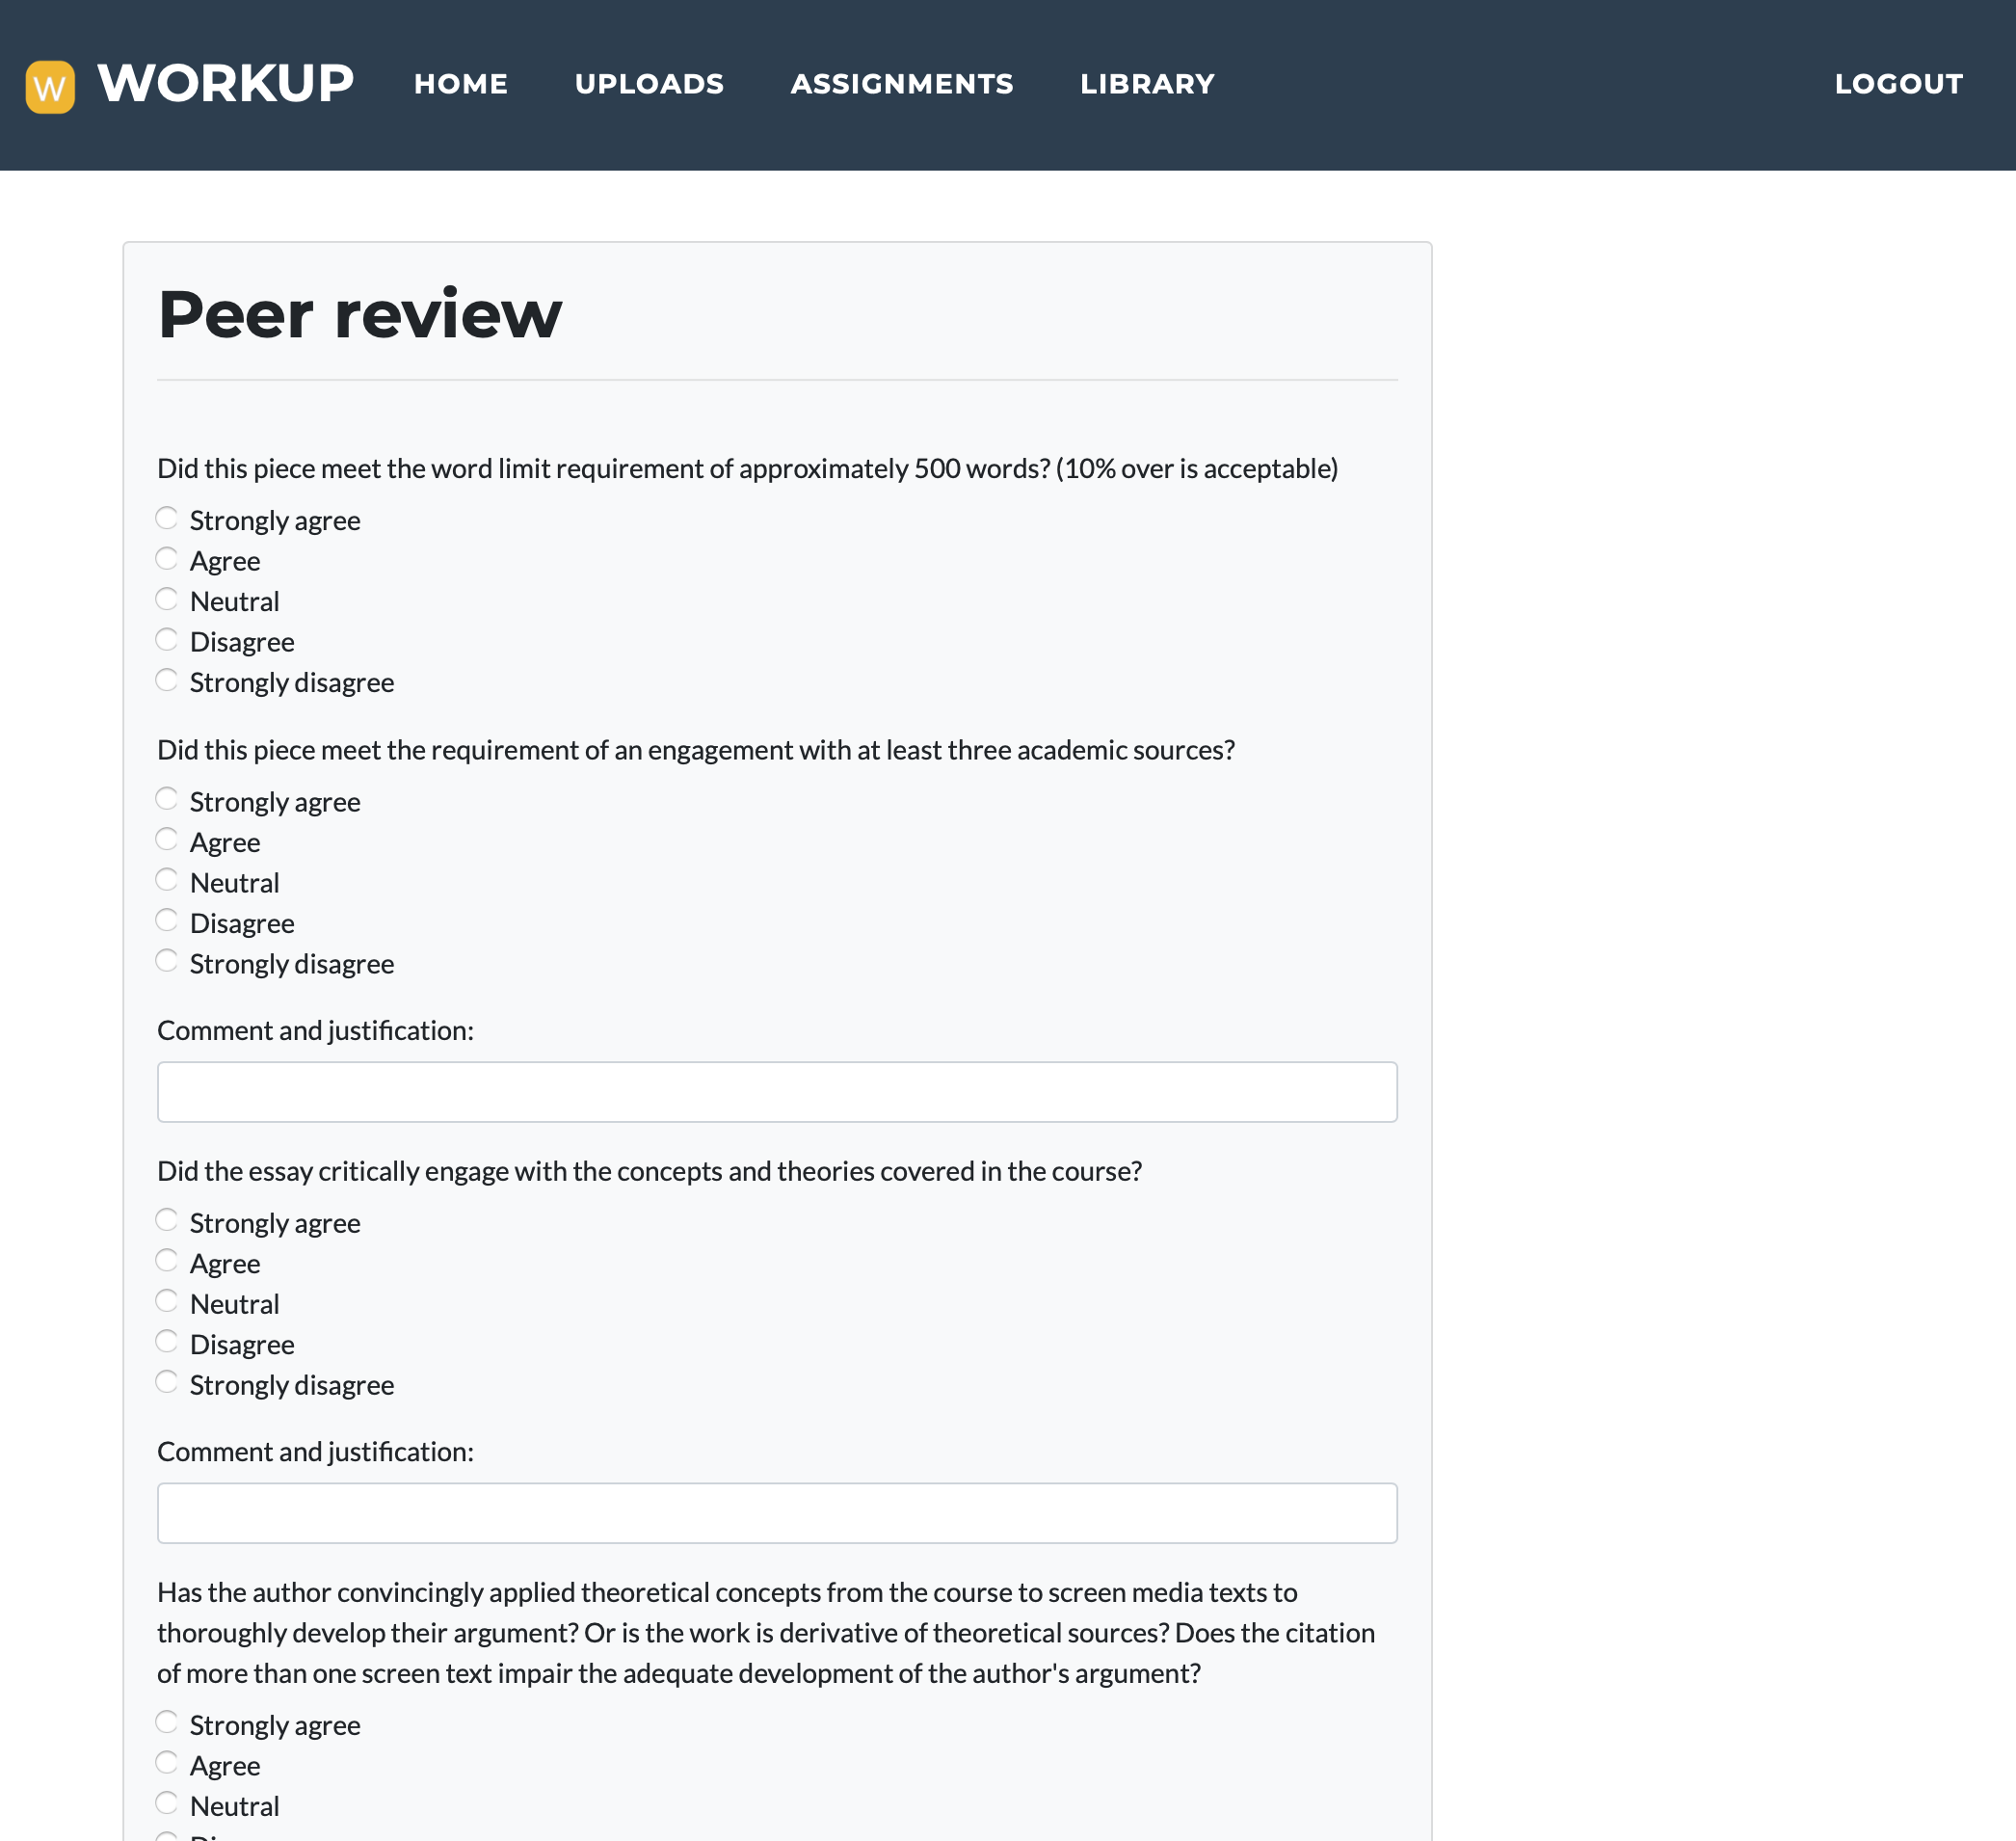 W WORKUP HOME UPLOADS ASSIGNMENTS LIBRARY LOGOUT
Peer review
Did this piece meet the word limit requirement of approximately 500 words? (10% over is acceptable)
Strongly agree
Agree
Neutral
Disagree
Strongly disagree
Did this piece meet the requirement of an engagement with at least three academic sources?
Strongly agree
Agree
Neutral
Disagree
Strongly disagree
Comment and justification:
Did the essay critically engage with the concepts and theories covered in the course?
Strongly agree
Agree
Neutral
Disagree
Strongly disagree
Comment and justification:
Has the author convincingly applied theoretical concepts from the course to screen media texts to
thoroughly develop their argument? Or is the work is derivative of theoretical sources? Does the citation
of more than one screen text impair the adequate development of the author's argument?
Strongly agree
Agree
Neutral